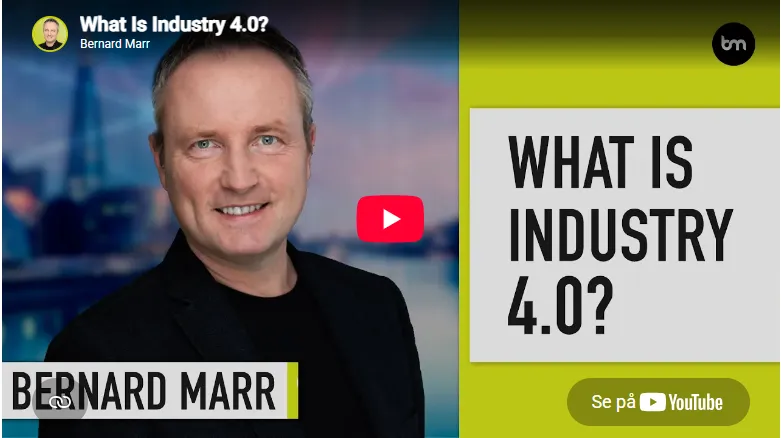 What Is Industry 4.0?
Bernard Marr
bm
WHAT IS
INDUSTRY
4.0?
BERNARD MARR
Se på YouTube